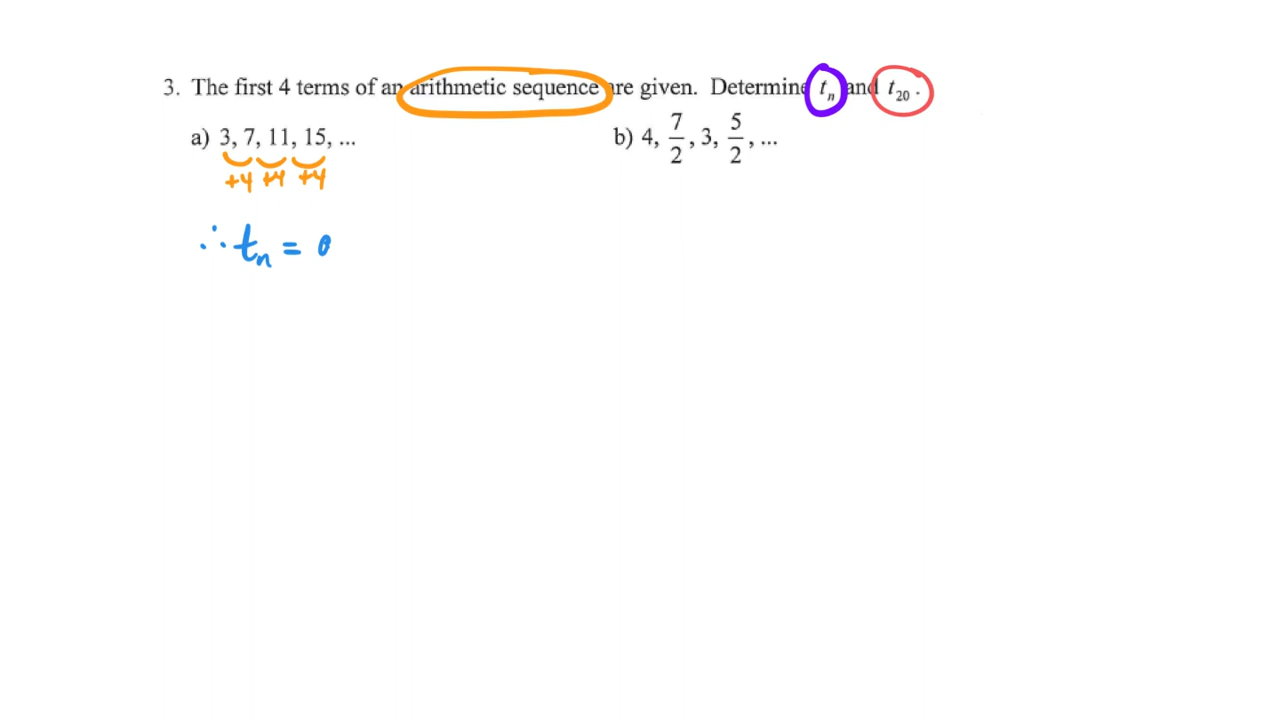 3. The first 4 terms of an arithmetic sequence are given. Determine tₙ and t₂₀.
a) 3, 7, 11, 15, ... b) 4, 7/2, 3, 5/2, ...
+4 +4 +4
∴ tₙ =